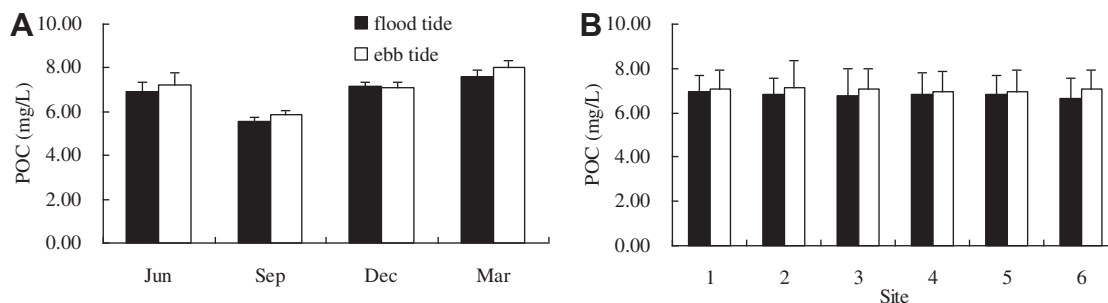 A
flood tide
ebb tide
POC (mg/L)
10.00
8.00
6.00
4.00
2.00
0.00
Jun Sep Dec Mar
B
POC (mg/L)
10.00
8.00
6.00
4.00
2.00
0.00
1 2 3 4 5 6
Site